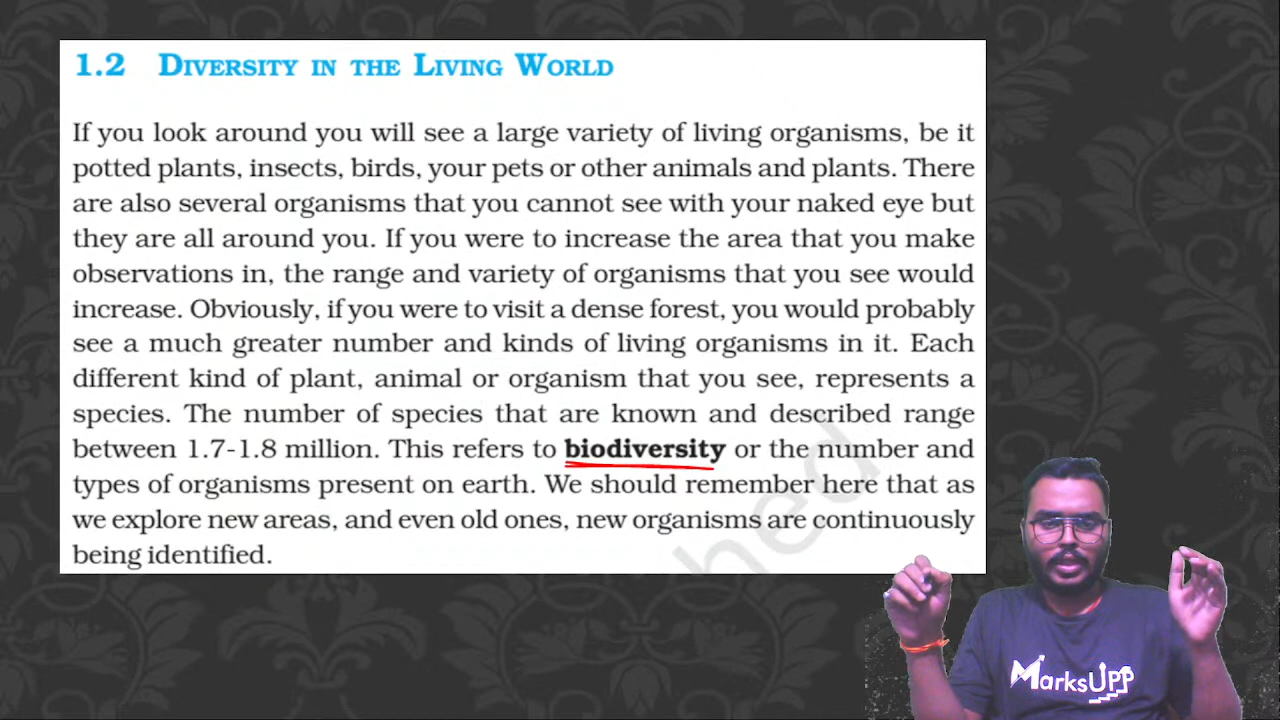 1.2 DIVERSITY IN THE LIVING WORLD
If you look around you will see a large variety of living organisms, be it
potted plants, insects, birds, your pets or other animals and plants. There
are also several organisms that you cannot see with your naked eye but
they are all around you. If you were to increase the area that you make
observations in, the range and variety of organisms that you see would
increase. Obviously, if you were to visit a dense forest, you would probably
see a much greater number and kinds of living organisms in it. Each
different kind of plant, animal or organism that you see, represents a
species. The number of species that are known and described range
between 1.7-1.8 million. This refers to biodiversity or the number and
types of organisms present on earth. We should remember here that as
we explore new areas, and even old ones, new organisms are continuously
being identified.
hed
MarksUPP